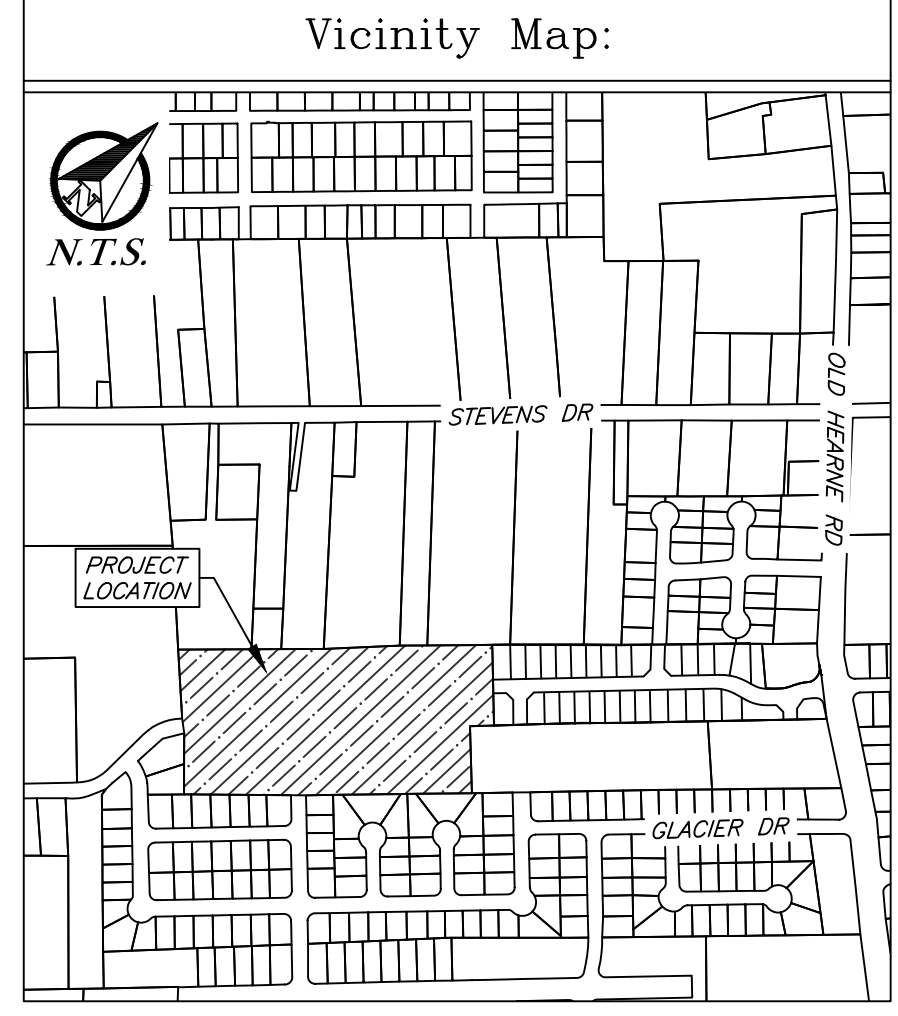 Vicinity Map:
N
N.T.S.
STEVENS DR
OLD HEARNE RD
PROJECT
LOCATION
GLACIER DR